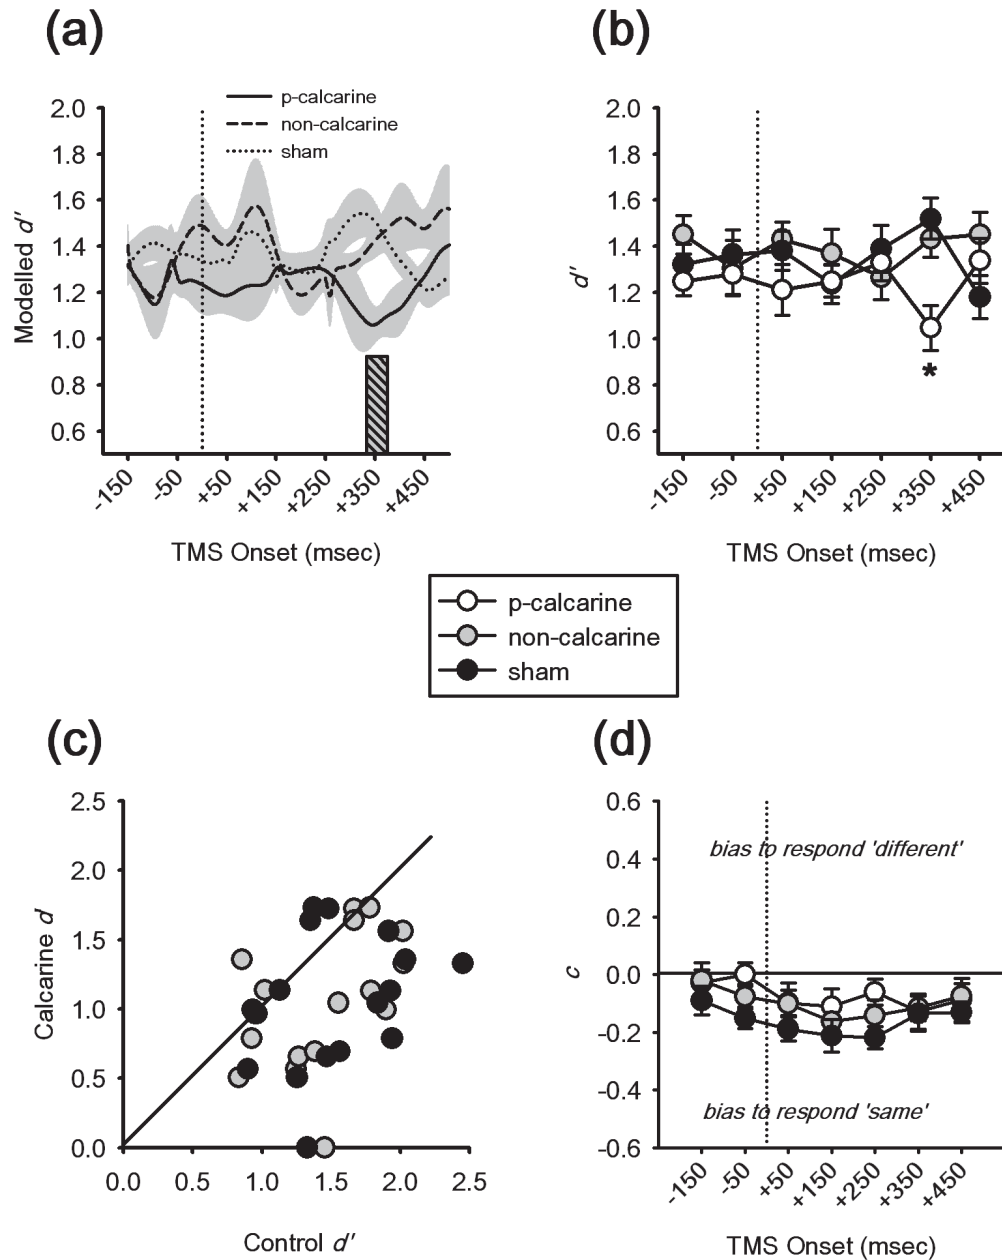 (a)
p-calcarine
non-calcarine
sham
2.0
1.8
1.6
1.4
1.2
1.0
0.8
0.6
Modelled d′
-150
-50
+50
+150
+250
+350
+450
TMS Onset (msec)
(b)
2.0
1.8
1.6
1.4
1.2
1.0
0.8
0.6
d′
*
-150
-50
+50
+150
+250
+350
+450
TMS Onset (msec)
p-calcarine
non-calcarine
sham
(c)
2.5
2.0
1.5
1.0
0.5
0.0
Calcarine d
0.0
0.5
1.0
1.5
2.0
2.5
Control d′
(d)
0.6
0.4
0.2
0.0
-0.2
-0.4
-0.6
c
bias to respond 'different'
bias to respond 'same'
-150
-50
+50
+150
+250
+350
+450
TMS Onset (msec)